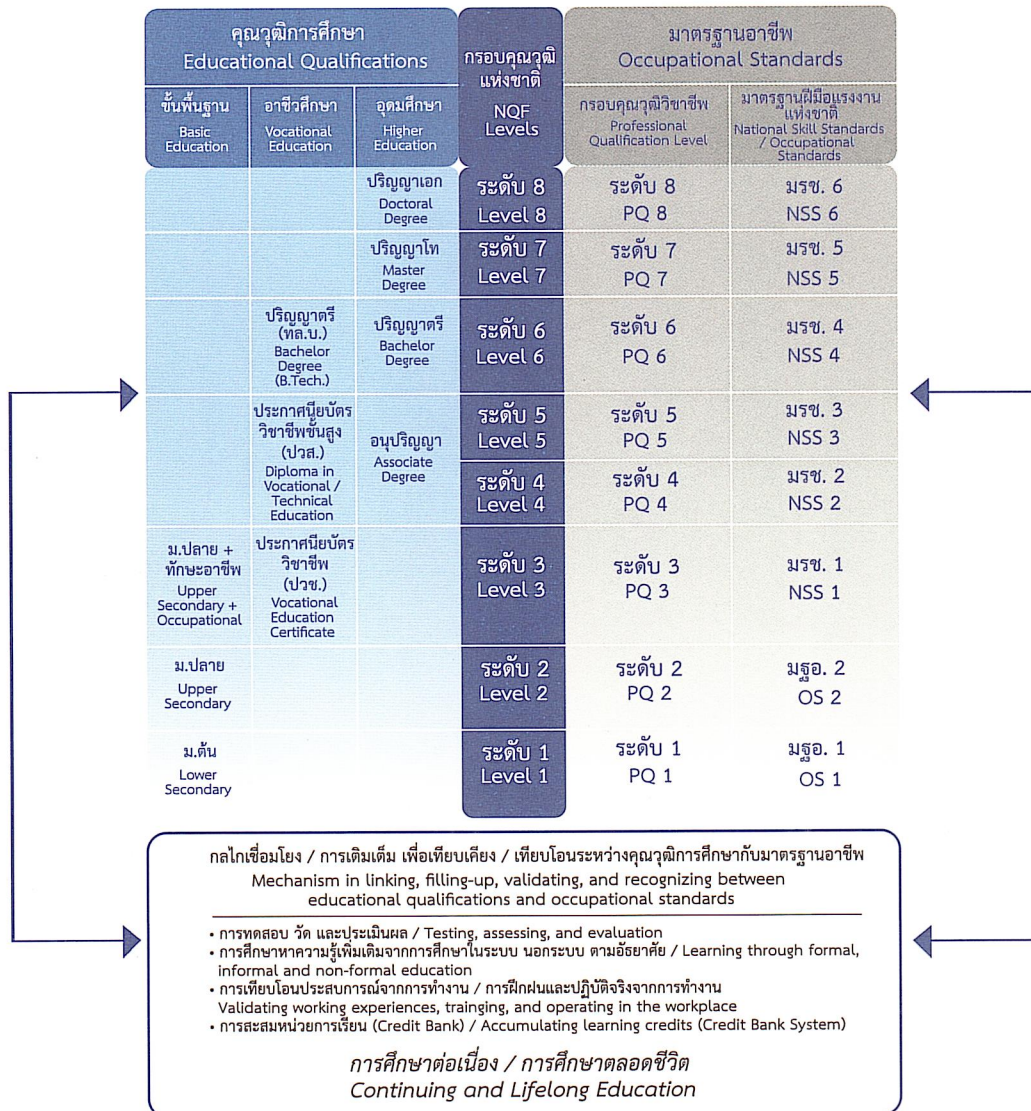 คุณวุฒิการศึกษา
Educational Qualifications
กรอบคุณวุฒิ
แห่งชาติ
NQF
Levels
มาตรฐานอาชีพ
Occupational Standards
ขั้นพื้นฐาน
Basic
Education
อาชีวศึกษา
Vocational
Education
อุดมศึกษา
Higher
Education
กรอบคุณวุฒิวิชาชีพ
Professional
Qualification Level
มาตรฐานฝีมือแรงงาน
แห่งชาติ
National Skill Standards
/ Occupational
Standards
ปริญญาเอก
Doctoral
Degree
ระดับ 8
Level 8
ระดับ 8
PQ 8
มรช. 6
NSS 6
ปริญญาโท
Master
Degree
ระดับ 7
Level 7
ระดับ 7
PQ 7
มรช. 5
NSS 5
ปริญญาตรี
(ทล.บ.)
Bachelor
Degree
(B.Tech.)
ปริญญาตรี
Bachelor
Degree
ระดับ 6
Level 6
ระดับ 6
PQ 6
มรช. 4
NSS 4
ประกาศนียบัตร
วิชาชีพชั้นสูง
(ปวส.)
Diploma in
Vocational /
Technical
Education
อนุปริญญา
Associate
Degree
ระดับ 5
Level 5
ระดับ 5
PQ 5
มรช. 3
NSS 3
ระดับ 4
Level 4
ระดับ 4
PQ 4
มรช. 2
NSS 2
ม.ปลาย +
ทักษะอาชีพ
Upper
Secondary +
Occupational
ประกาศนียบัตร
วิชาชีพ
(ปวช.)
Vocational
Education
Certificate
ระดับ 3
Level 3
ระดับ 3
PQ 3
มรช. 1
NSS 1
ม.ปลาย
Upper
Secondary
ระดับ 2
Level 2
ระดับ 2
PQ 2
มฐอ. 2
OS 2
ม.ต้น
Lower
Secondary
ระดับ 1
Level 1
ระดับ 1
PQ 1
มฐอ. 1
OS 1
กลไกเชื่อมโยง / การเติมเต็ม เพื่อเทียบเคียง / เทียบโอนระหว่างคุณวุฒิการศึกษากับมาตรฐานอาชีพ
Mechanism in linking, filling-up, validating, and recognizing between
educational qualifications and occupational standards
• การทดสอบ วัด และประเมินผล / Testing, assessing, and evaluation
• การศึกษาหาความรู้เพิ่มเติมจากการศึกษาในระบบ นอกระบบ ตามอัธยาศัย / Learning through formal,
informal and non-formal education
• การเทียบโอนประสบการณ์จากการทำงาน / การฝึกฝนและปฏิบัติจริงจากการทำงาน
Validating working experiences, trainging, and operating in the workplace
• การสะสมหน่วยการเรียน (Credit Bank) / Accumulating learning credits (Credit Bank System)
การศึกษาต่อเนื่อง / การศึกษาตลอดชีวิต
Continuing and Lifelong Education